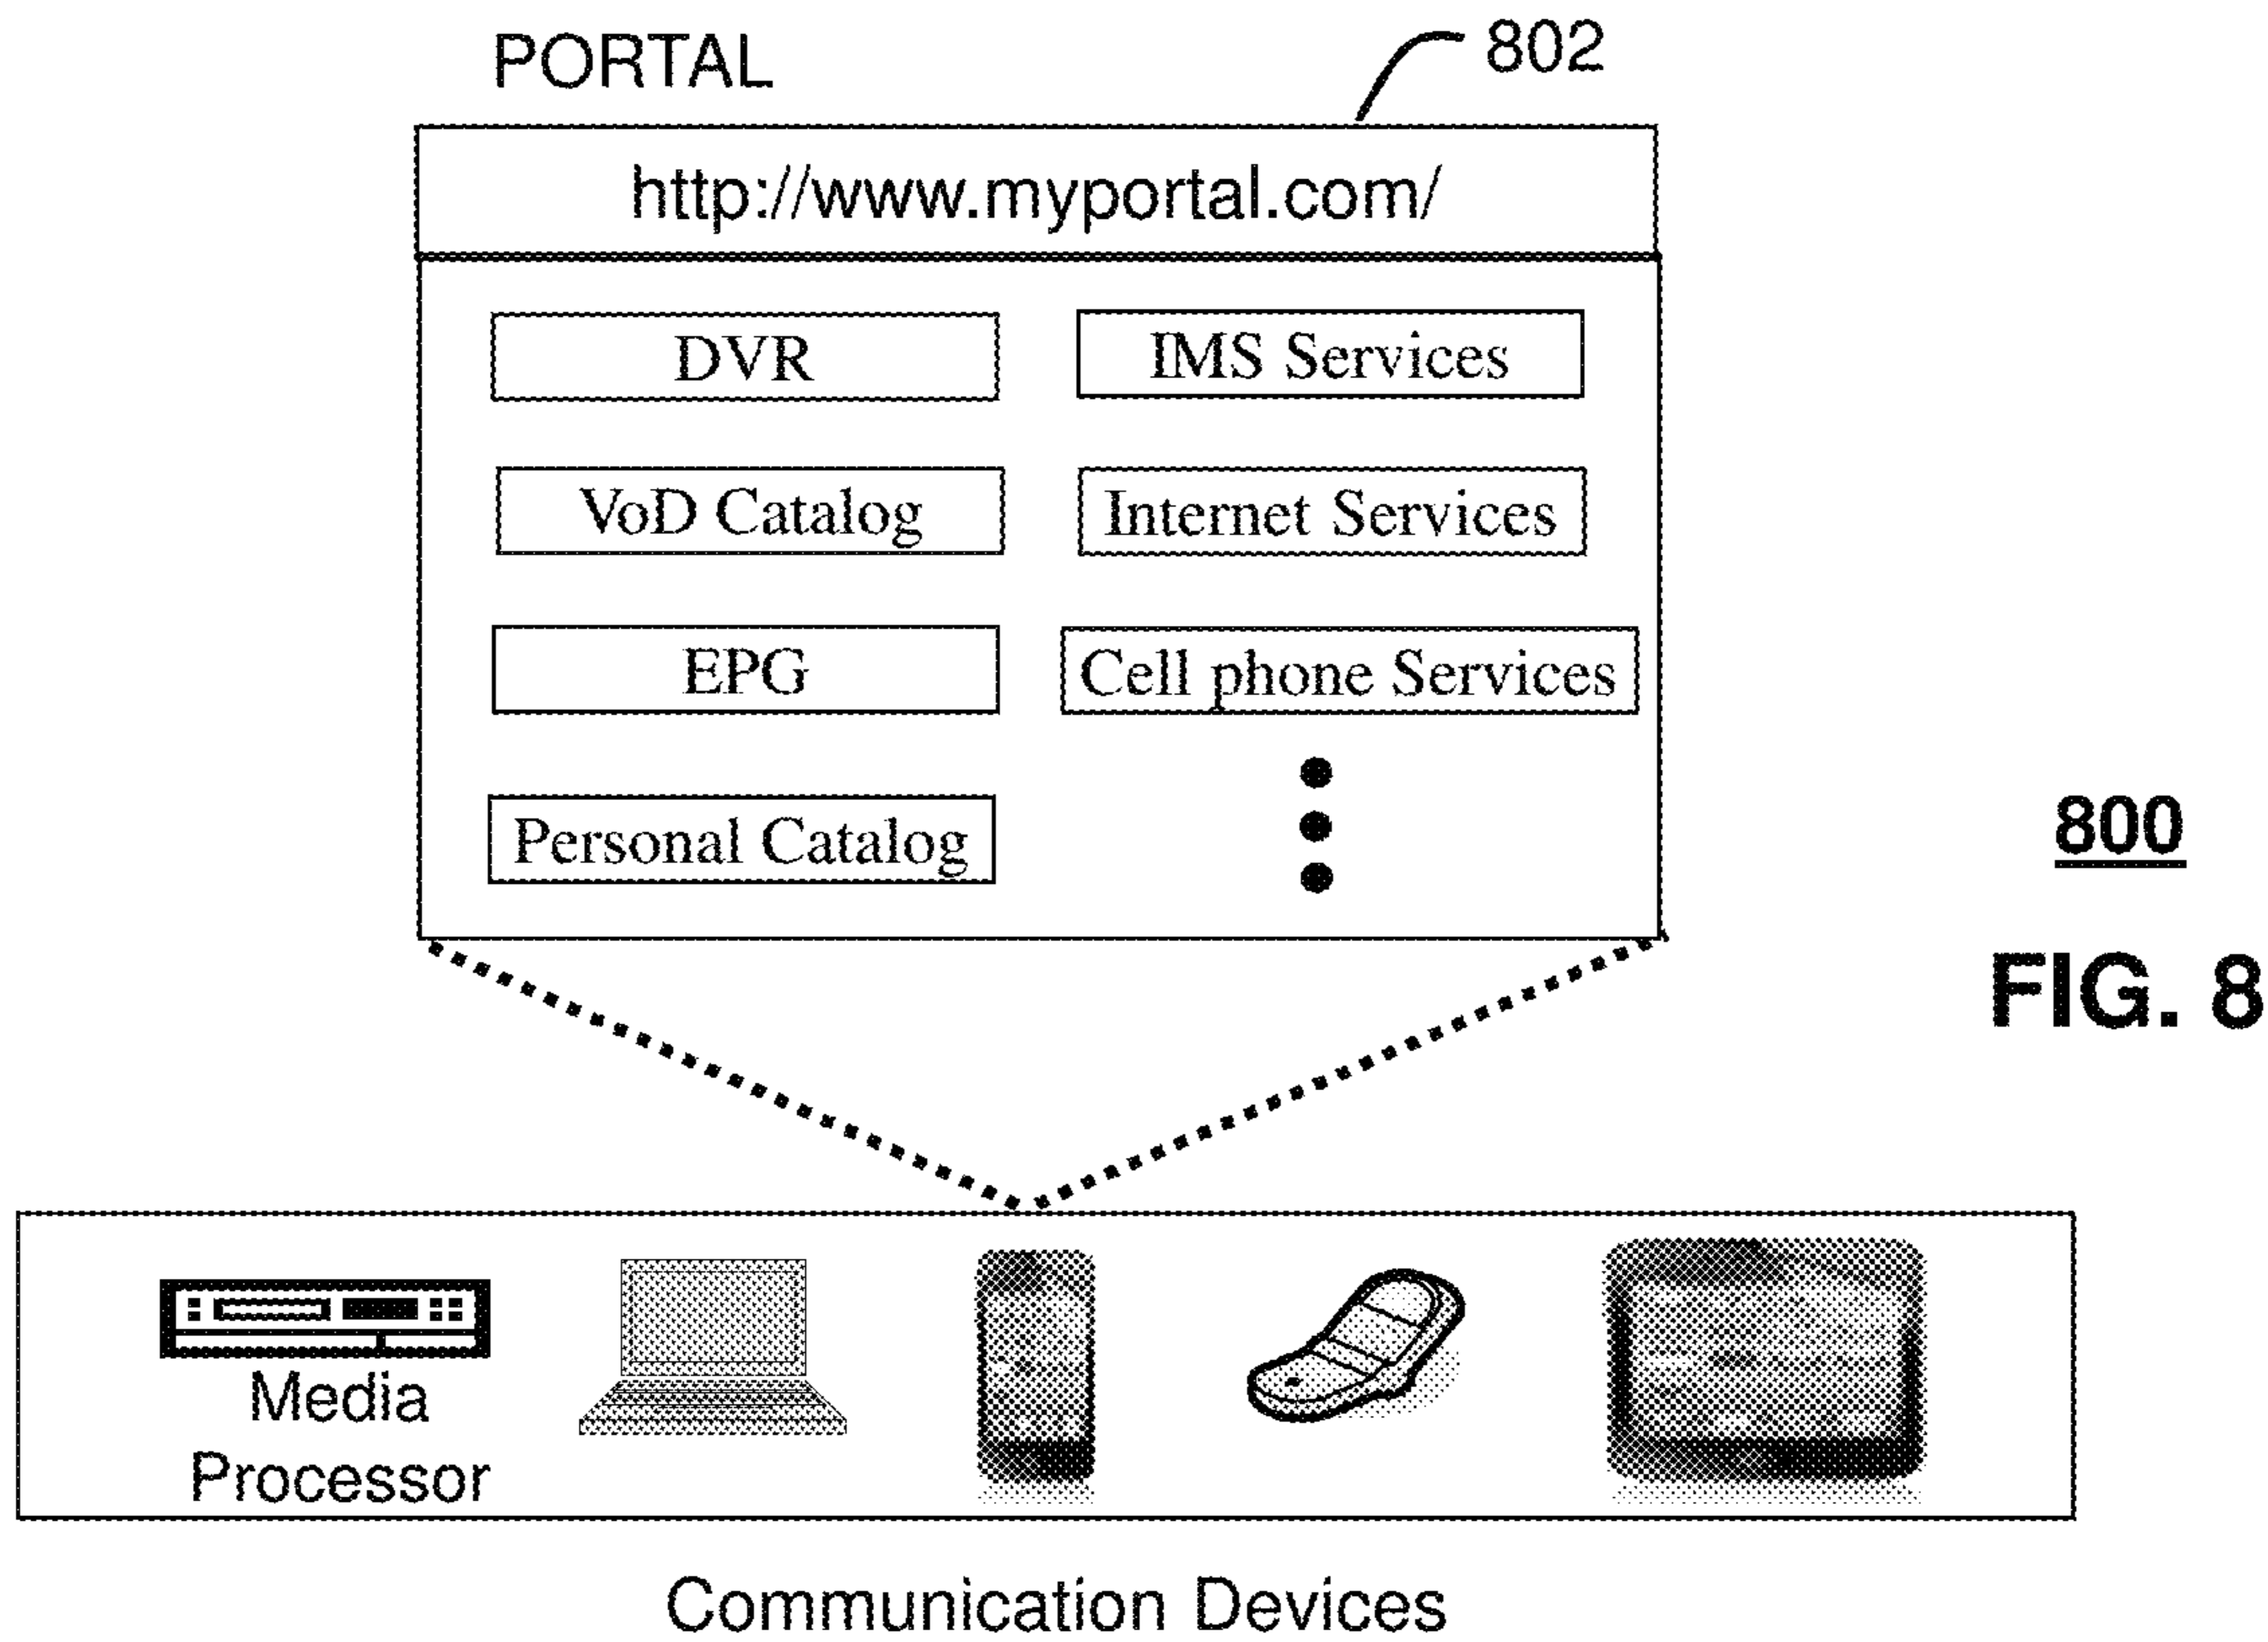 PORTAL
802
http://www.myportal.com/
DVR
IMS Services
VoD Catalog
Internet Services
EPG
Cell phone Services
Personal Catalog
800
FIG. 8
Media
Processor
Communication Devices